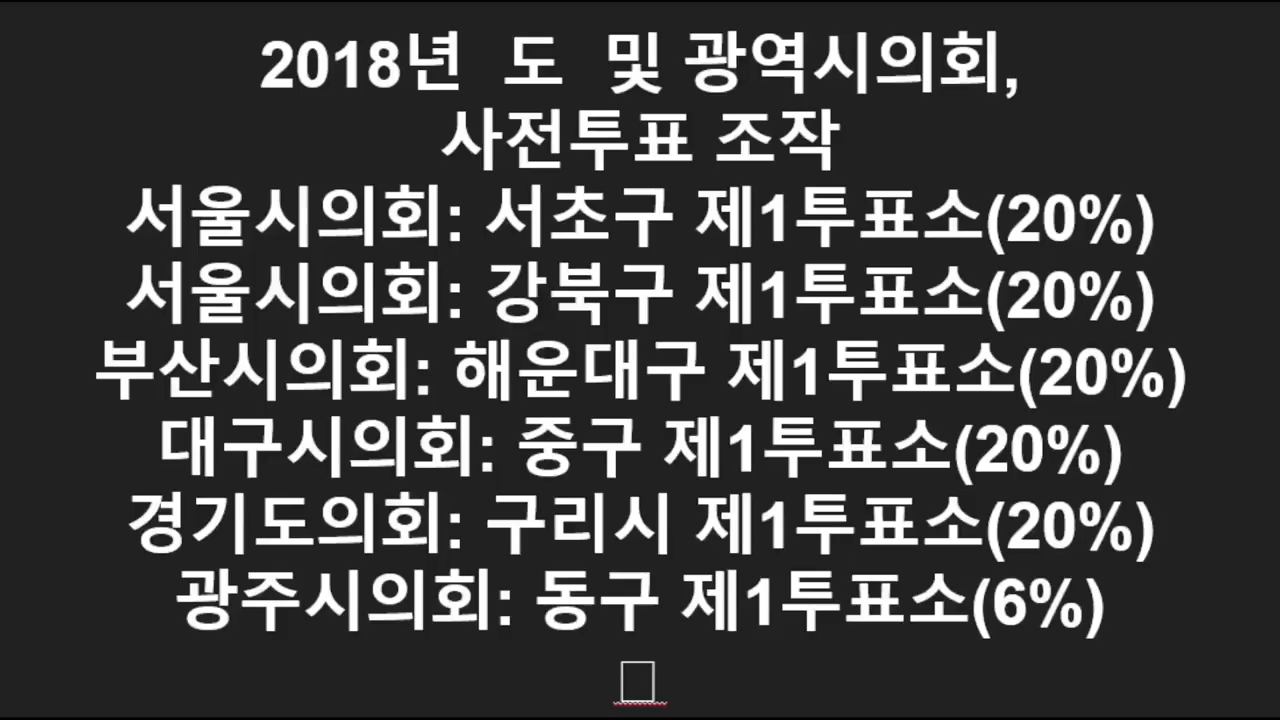 2018년 도 및 광역시의회,
사전투표 조작
서울시의회: 서초구 제1투표소(20%)
서울시의회: 강북구 제1투표소(20%)
부산시의회: 해운대구 제1투표소(20%)
대구시의회: 중구 제1투표소(20%)
경기도의회: 구리시 제1투표소(20%)
광주시의회: 동구 제1투표소(6%)